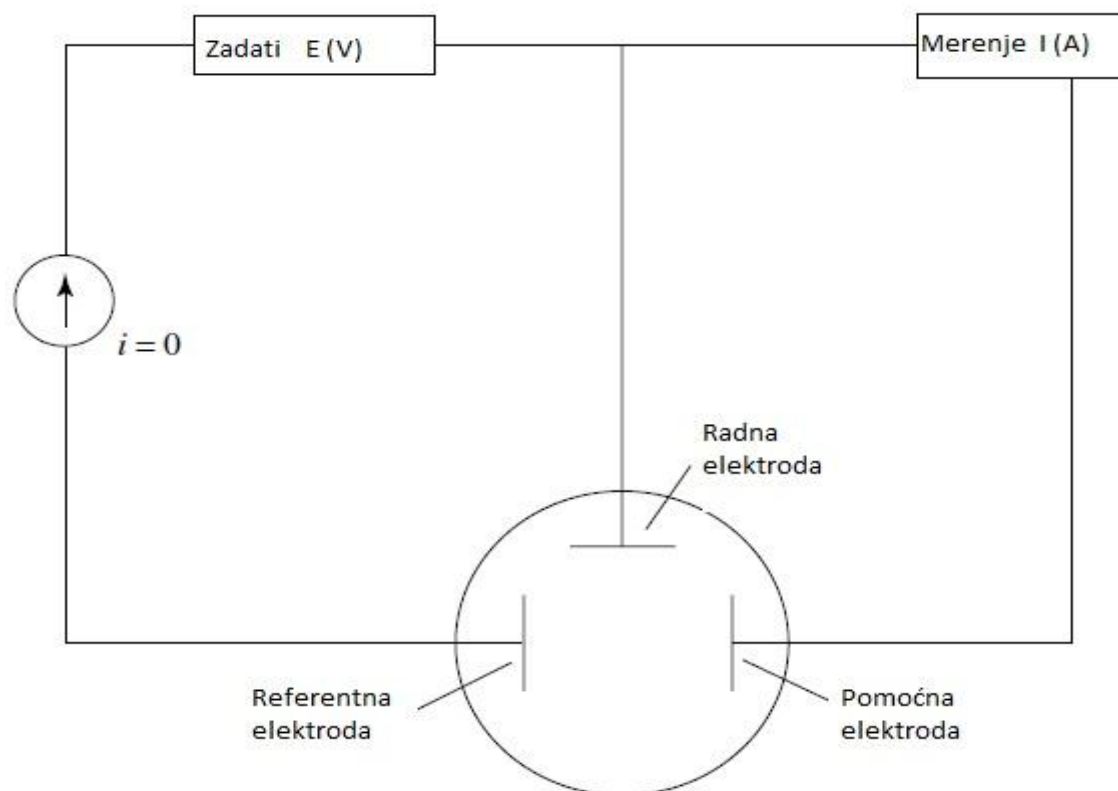 Zadati E (V)
Merenje I (A)
i = 0
Radna
elektroda
Referentna
elektroda
Pomoćna
elektroda